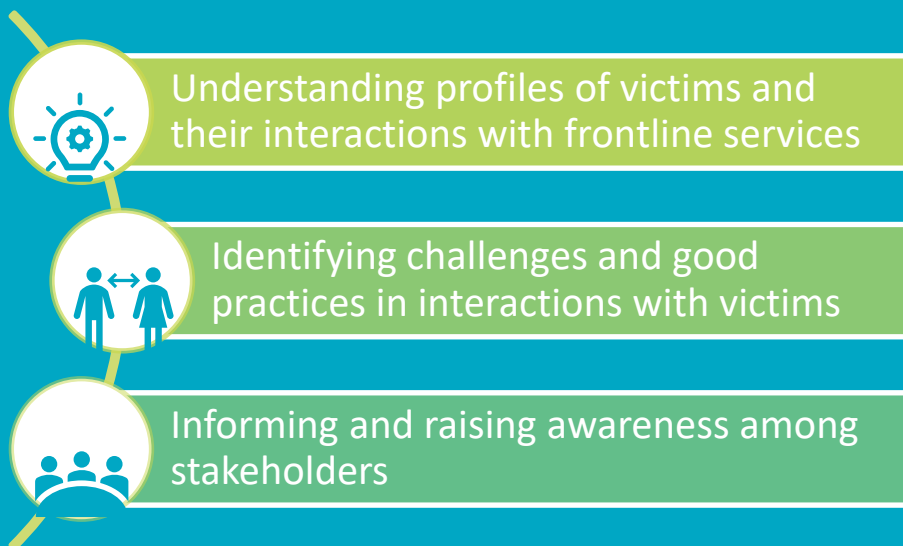 Understanding profiles of victims and
their interactions with frontline services
Identifying challenges and good
practices in interactions with victims
Informing and raising awareness among
stakeholders